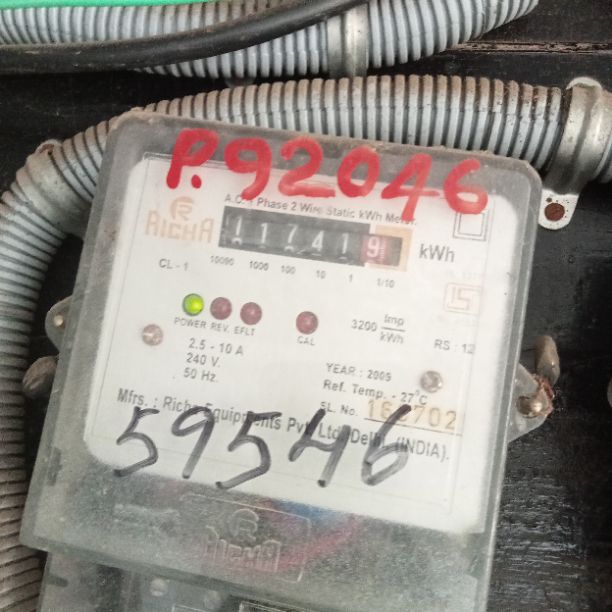 P.92046
A.C. 1 Phase 2 Wire Static kWh Meter.
RICHA
117419 kWh
CL - 1 10000 1000 100 10 1 1/10
POWER REV. EFLT CAL
3200 Imp/kWh
RS : 12
2.5 - 10 A
240 V.
50 Hz.
YEAR : 2009
Ref. Temp. - 27°C
SL. No.
Mfrs. : Richa Equipments Pvt. Ltd. Delhi (INDIA).
59546
RICHA